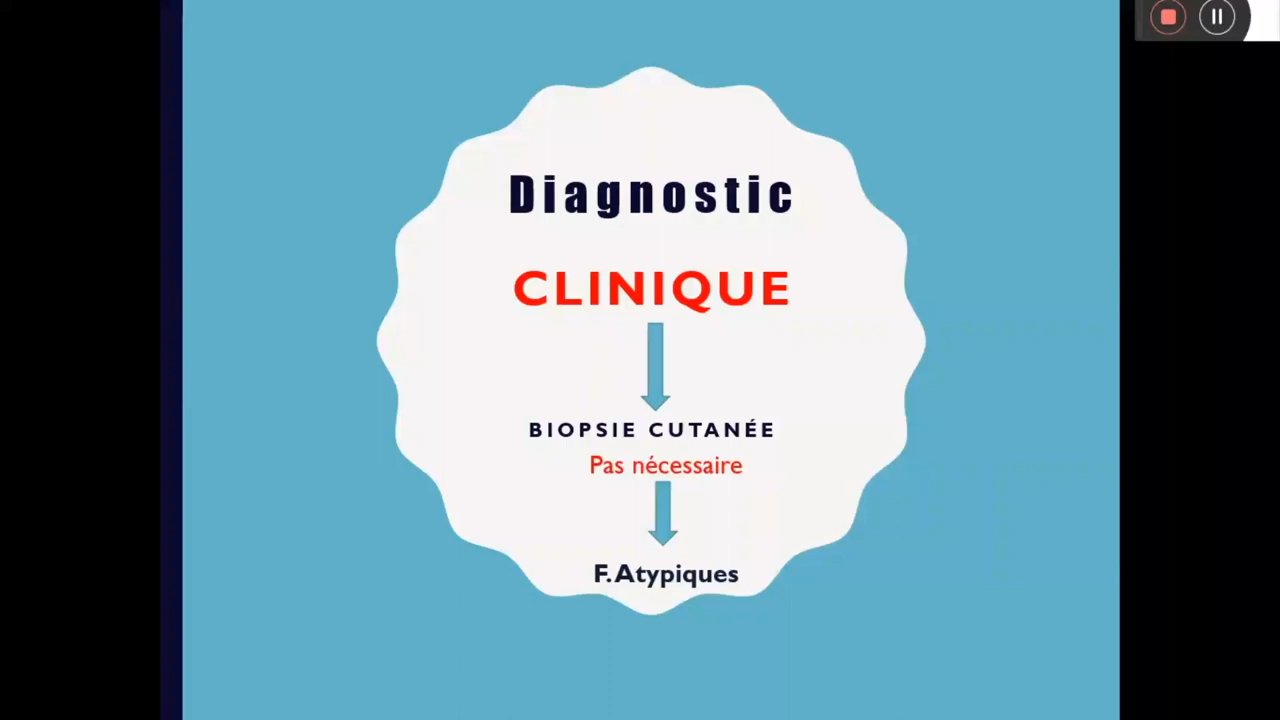 Diagnostic
CLINIQUE
BIOPSIE CUTANÉE
Pas nécessaire
F.Atypiques